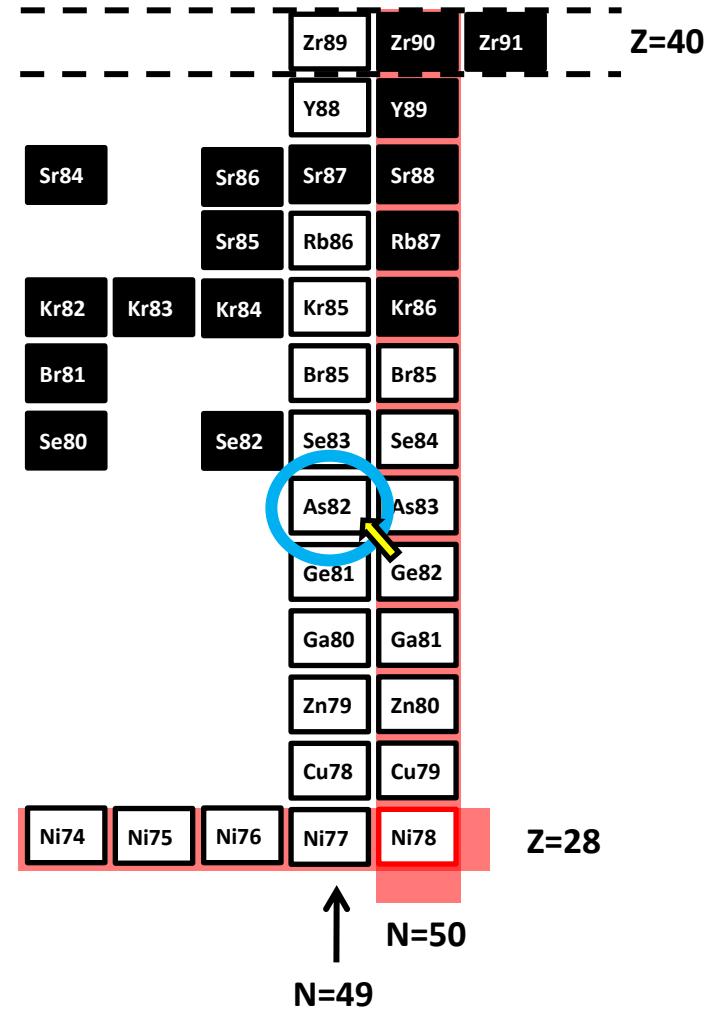 Zr89 Zr90 Zr91 Z=40
Y88 Y89
Sr84 Sr86 Sr87 Sr88
Sr85 Rb86 Rb87
Kr82 Kr83 Kr84 Kr85 Kr86
Br81 Br85 Br85
Se80 Se82 Se83 Se84
As82 As83
Ge81 Ge82
Ga80 Ga81
Zn79 Zn80
Cu78 Cu79
Ni74 Ni75 Ni76 Ni77 Ni78 Z=28
N=50
N=49